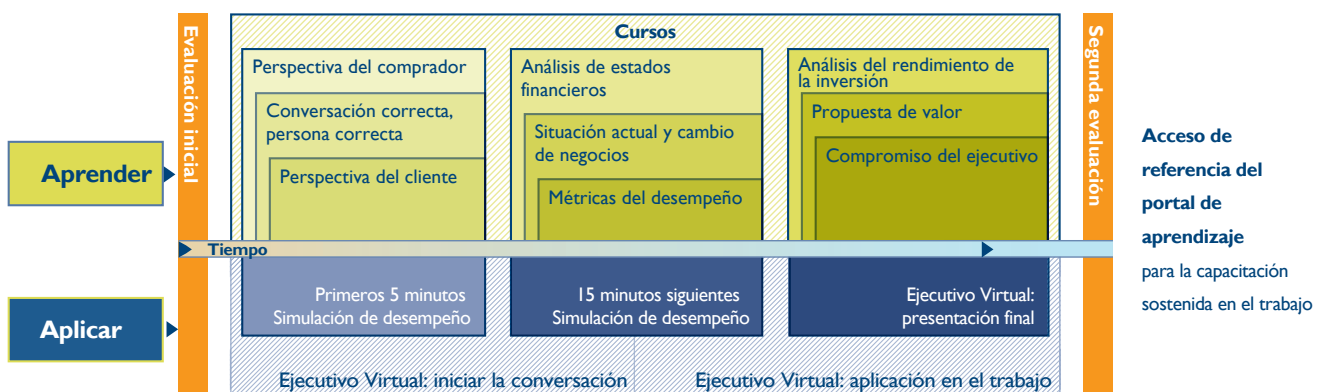 Evaluación inicial
Cursos
Perspectiva del comprador
Conversación correcta,
persona correcta
Perspectiva del cliente
Análisis de estados
financieros
Situación actual y cambio
de negocios
Métricas del desempeño
Análisis del rendimiento de
la inversión
Propuesta de valor
Compromiso del ejecutivo
Segunda evaluación
Aprender
Acceso de
referencia del
portal de
aprendizaje
para la capacitación
sostenida en el trabajo
Tiempo
Aplicar
Primeros 5 minutos
Simulación de desempeño
15 minutos siguientes
Simulación de desempeño
Ejecutivo Virtual:
presentación final
Ejecutivo Virtual: iniciar la conversación
Ejecutivo Virtual: aplicación en el trabajo